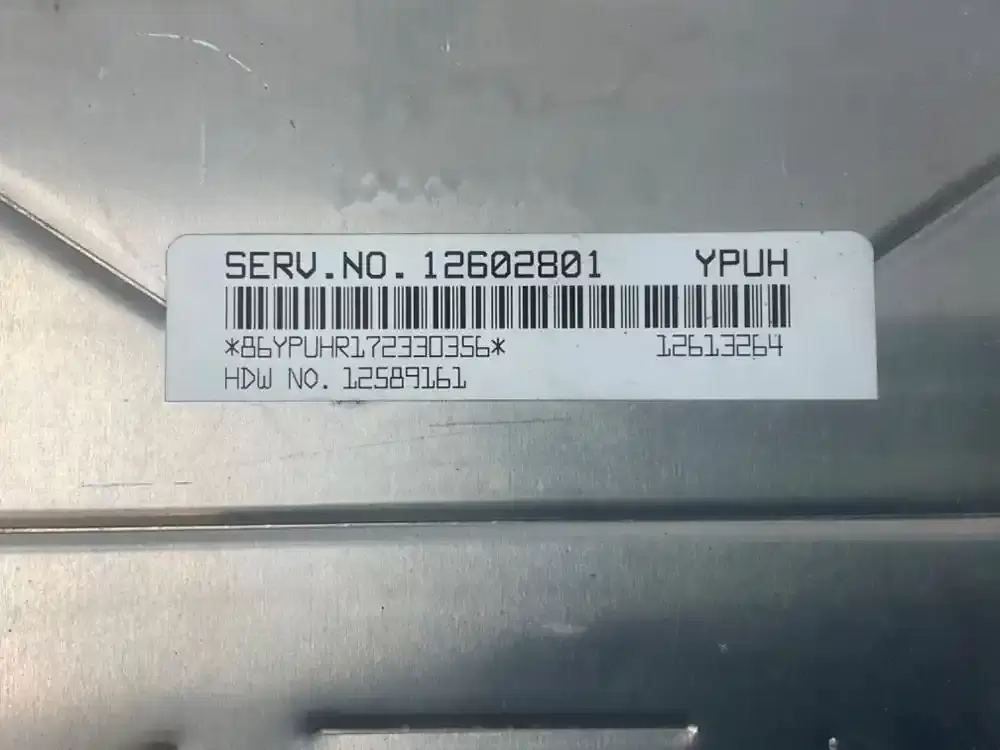 SERV.NO. 12602801 YPUH
*86YPUHR172330356* 12613264
HDW NO. 12589161